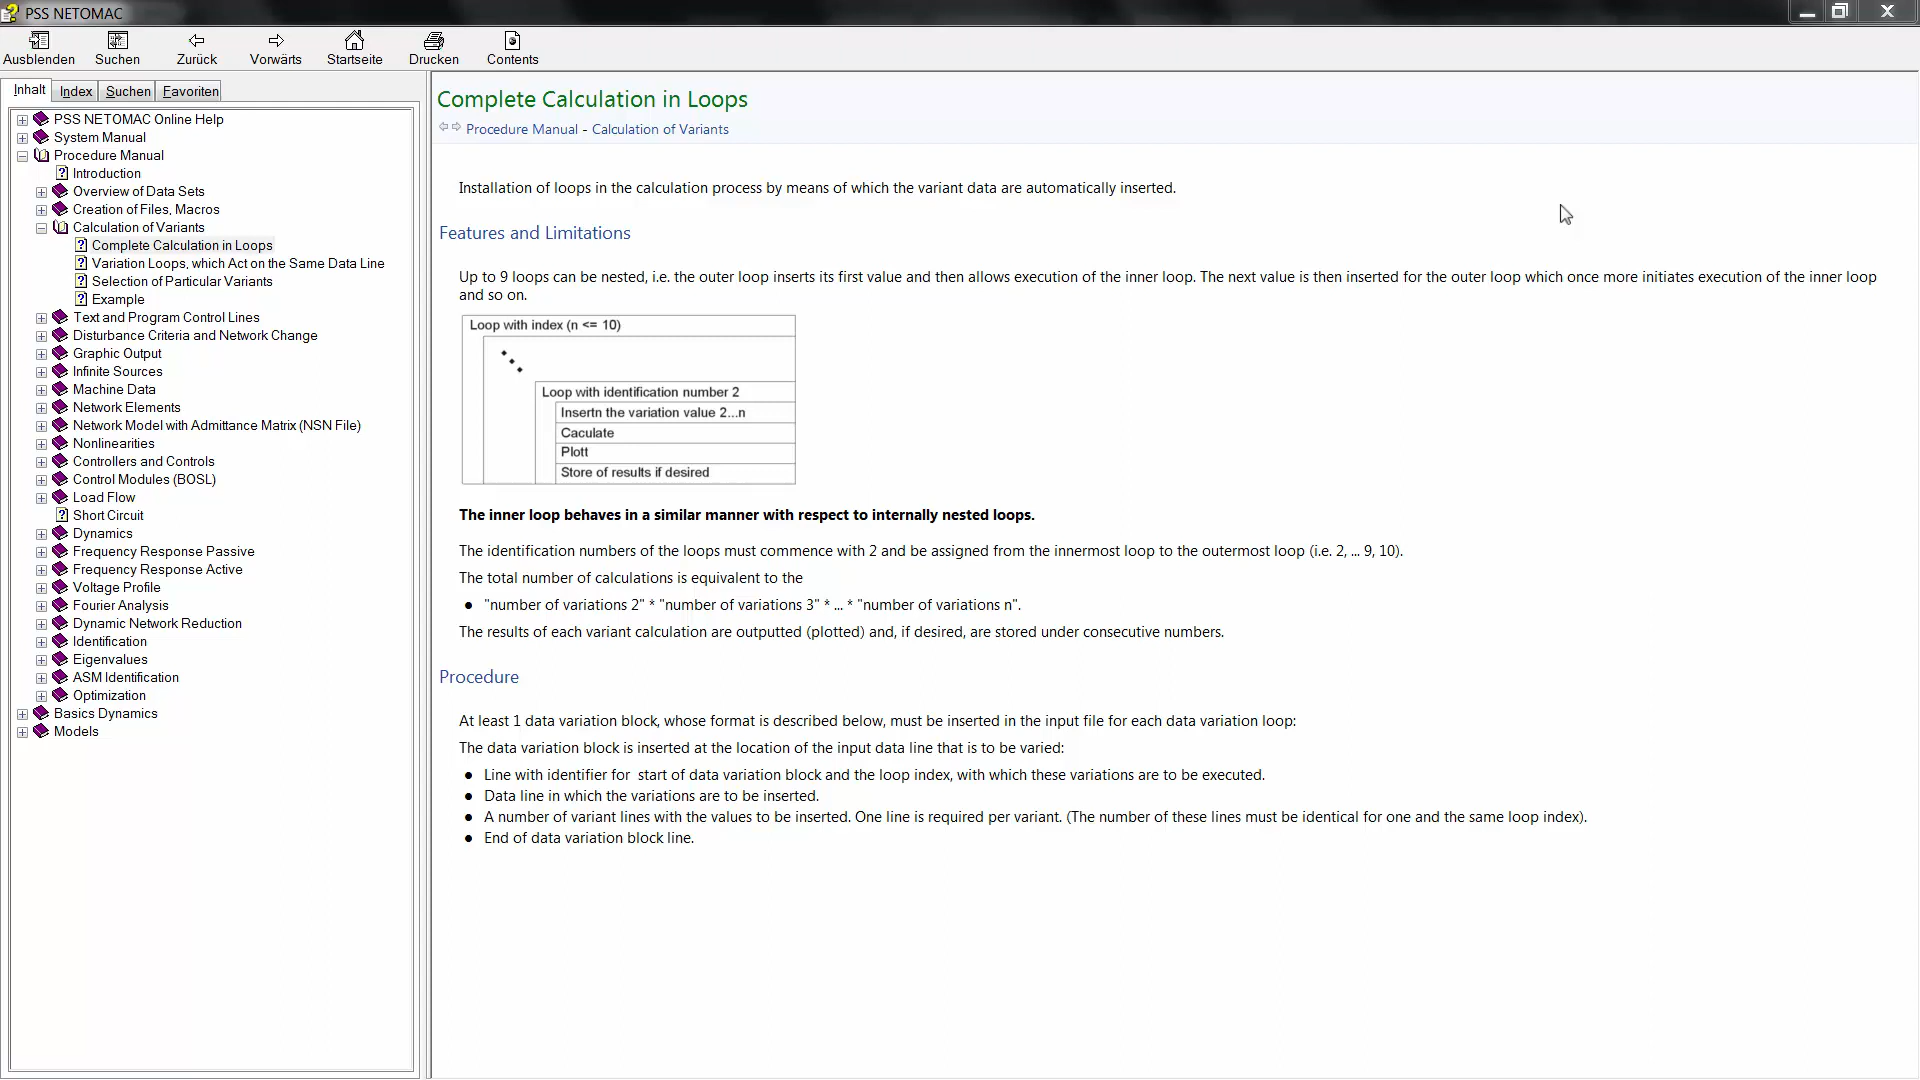 PSS NETOMAC
Ausblenden Suchen Zurück Vorwärts Startseite Drucken Contents
Inhalt Index Suchen Favoriten
PSS NETOMAC Online Help
System Manual
Procedure Manual
Introduction
Overview of Data Sets
Creation of Files, Macros
Calculation of Variants
Complete Calculation in Loops
Variation Loops, which Act on the Same Data Line
Selection of Particular Variants
Example
Text and Program Control Lines
Disturbance Criteria and Network Change
Graphic Output
Infinite Sources
Machine Data
Network Elements
Network Model with Admittance Matrix (NSN File)
Nonlinearities
Controllers and Controls
Control Modules (BOSL)
Load Flow
Short Circuit
Dynamics
Frequency Response Passive
Frequency Response Active
Voltage Profile
Fourier Analysis
Dynamic Network Reduction
Identification
Eigenvalues
ASM Identification
Optimization
Basics Dynamics
Models
Complete Calculation in Loops
Procedure Manual - Calculation of Variants
Installation of loops in the calculation process by means of which the variant data are automatically inserted.
Features and Limitations
Up to 9 loops can be nested, i.e. the outer loop inserts its first value and then allows execution of the inner loop. The next value is then inserted for the outer loop which once more initiates execution of the inner loop
and so on.
Loop with index (n <= 10)
Loop with identification number 2
Insertn the variation value 2...n
Caculate
Plott
Store of results if desired
The inner loop behaves in a similar manner with respect to internally nested loops.
The identification numbers of the loops must commence with 2 and be assigned from the innermost loop to the outermost loop (i.e. 2, ... 9, 10).
The total number of calculations is equivalent to the
● "number of variations 2" * "number of variations 3" * ... * "number of variations n".
The results of each variant calculation are outputted (plotted) and, if desired, are stored under consecutive numbers.
Procedure
At least 1 data variation block, whose format is described below, must be inserted in the input file for each data variation loop:
The data variation block is inserted at the location of the input data line that is to be varied:
● Line with identifier for start of data variation block and the loop index, with which these variations are to be executed.
● Data line in which the variations are to be inserted.
● A number of variant lines with the values to be inserted. One line is required per variant. (The number of these lines must be identical for one and the same loop index).
● End of data variation block line.